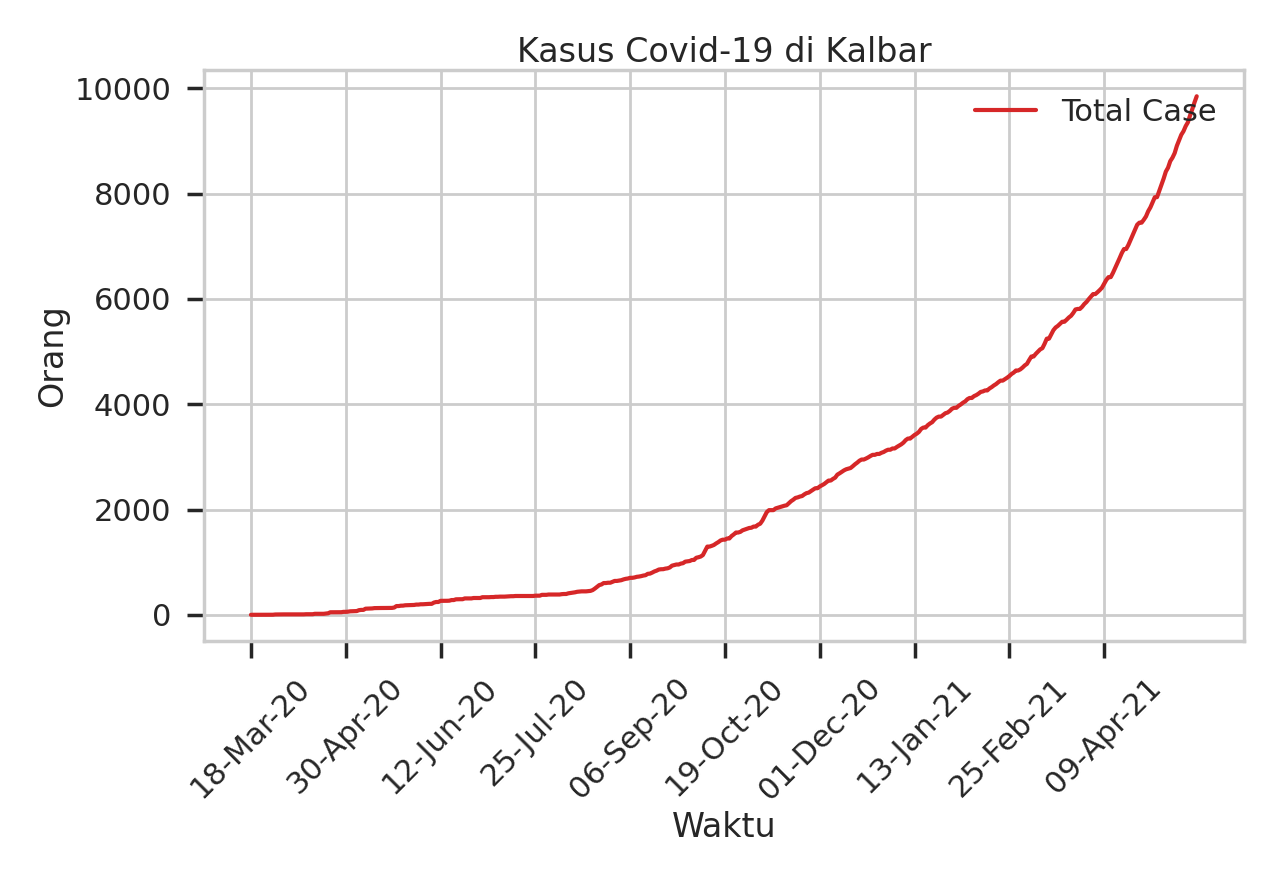 Kasus Covid-19 di Kalbar
Total Case
10000
8000
6000
4000
2000
0
Orang
18-Mar-20
30-Apr-20
12-Jun-20
25-Jul-20
06-Sep-20
19-Oct-20
01-Dec-20
13-Jan-21
25-Feb-21
09-Apr-21
Waktu